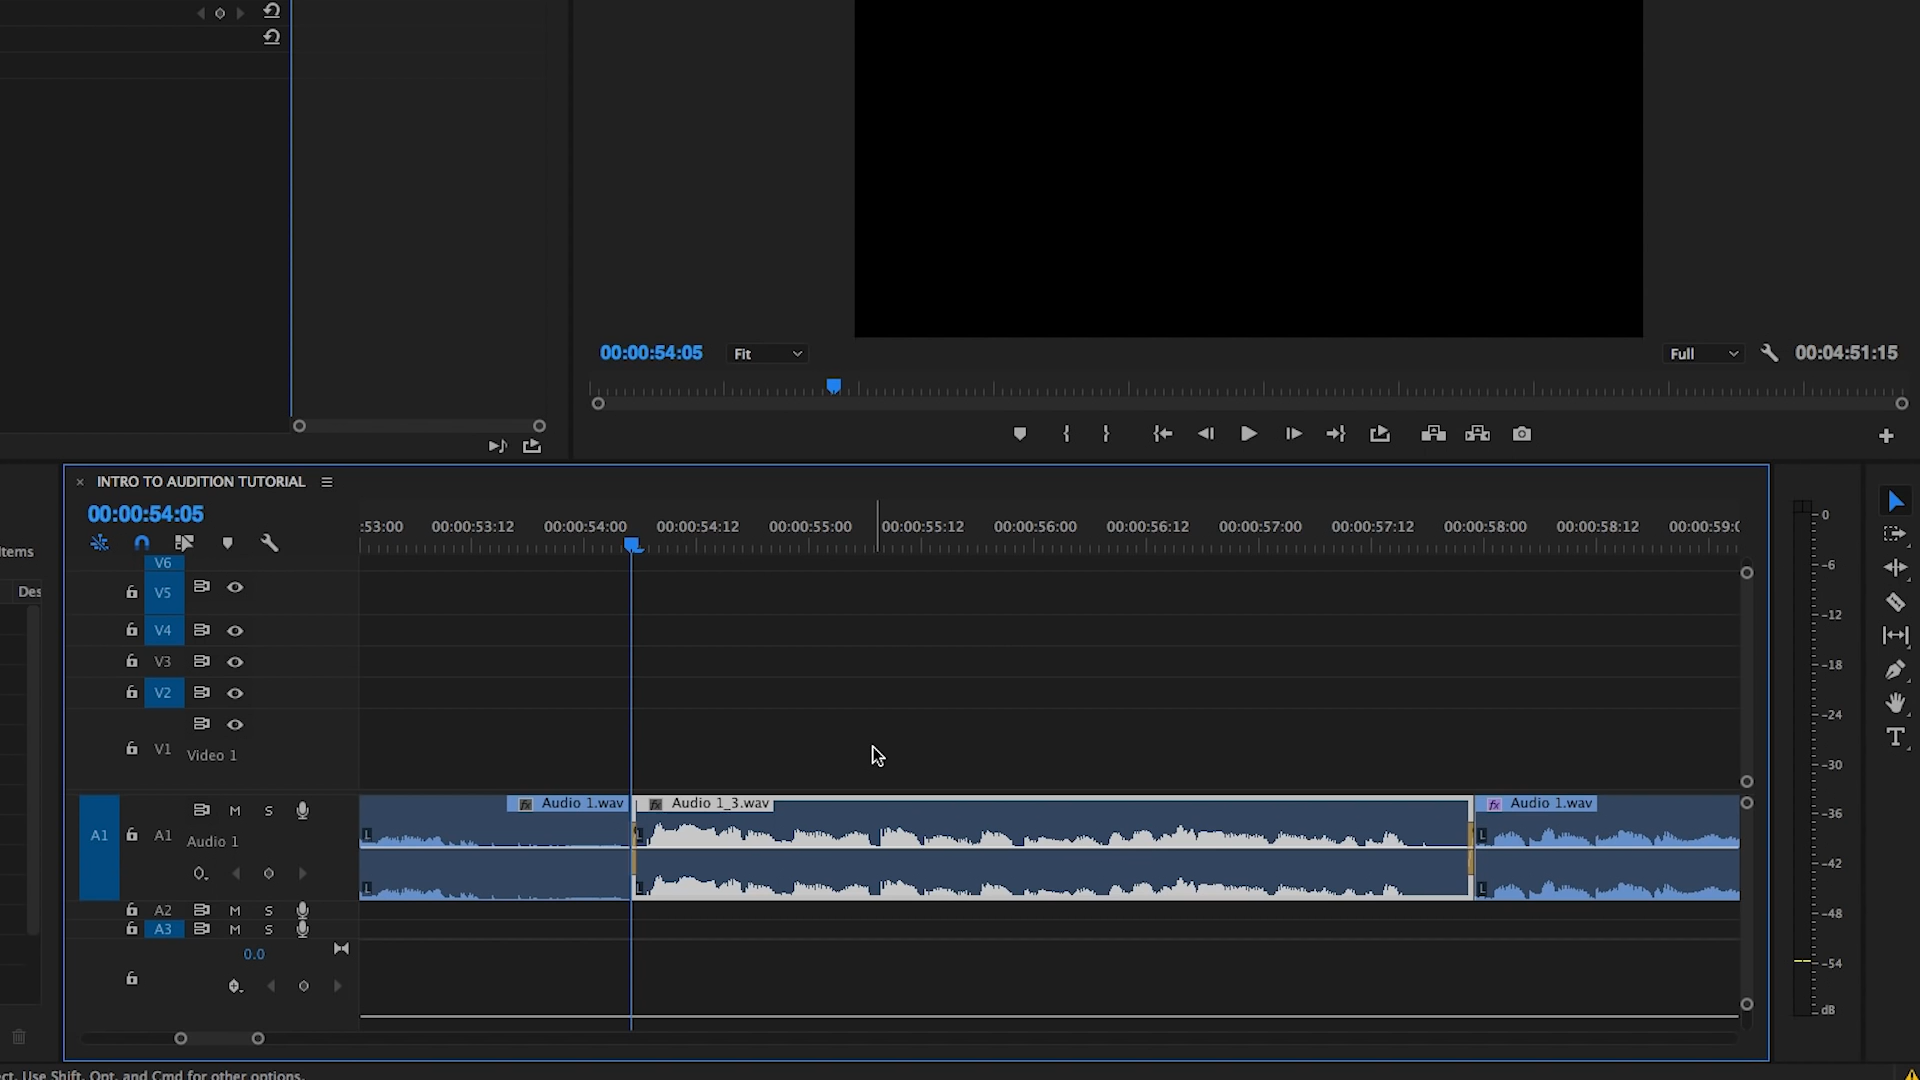 00:00:54:05
Fit
Full
00:04:51:15
× INTRO TO AUDITION TUTORIAL
00:00:54:05
:53:00 00:00:53:12 00:00:54:00 00:00:54:12 00:00:55:00 00:00:55:12 00:00:56:00 00:00:56:12 00:00:57:00 00:00:57:12 00:00:58:00 00:00:58:12 00:00:59:0
0
-6
-12
-18
-24
-30
-36
-42
-48
-54
dB
tems
Des
V6
V5
V4
V3
V2
V1 Video 1
A1 A1 M S
Audio 1
fx Audio 1.wav fx Audio 1_3.wav fx Audio 1.wav
L L L
L L L
A2 M S
A3 M S
0.0
T
ct. Use Shift, Opt, and Cmd for other options.